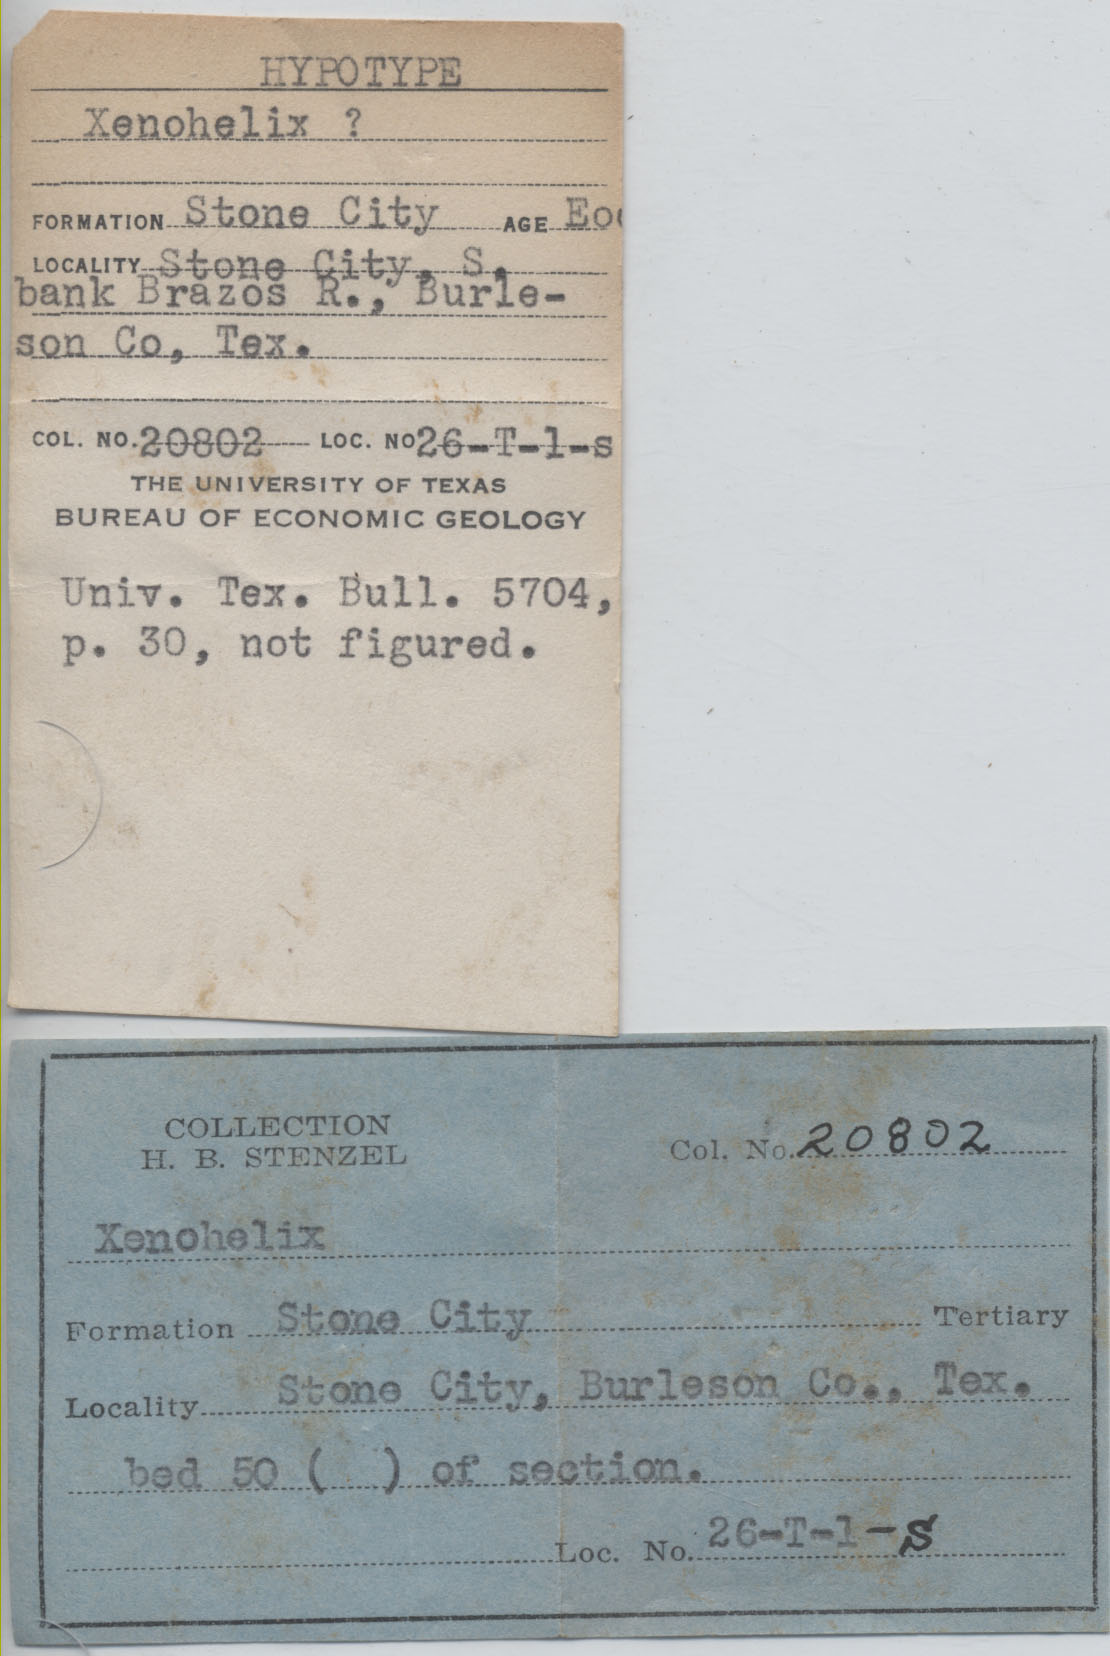 HYPOTYPE
Xenohelix ?
FORMATION Stone City AGE Eoc
LOCALITY Stone City, S.
bank Brazos R., Burle-
son Co, Tex.
COL. NO. 20802 LOC. NO 26-T-1-s
THE UNIVERSITY OF TEXAS
BUREAU OF ECONOMIC GEOLOGY
Univ. Tex. Bull. 5704,
p. 30, not figured.
COLLECTION
H. B. STENZEL
Col. No. 20802
Xenohelix
Formation Stone City Tertiary
Locality Stone City, Burleson Co., Tex.
bed 50 ( ) of section.
Loc. No. 26-T-1-S